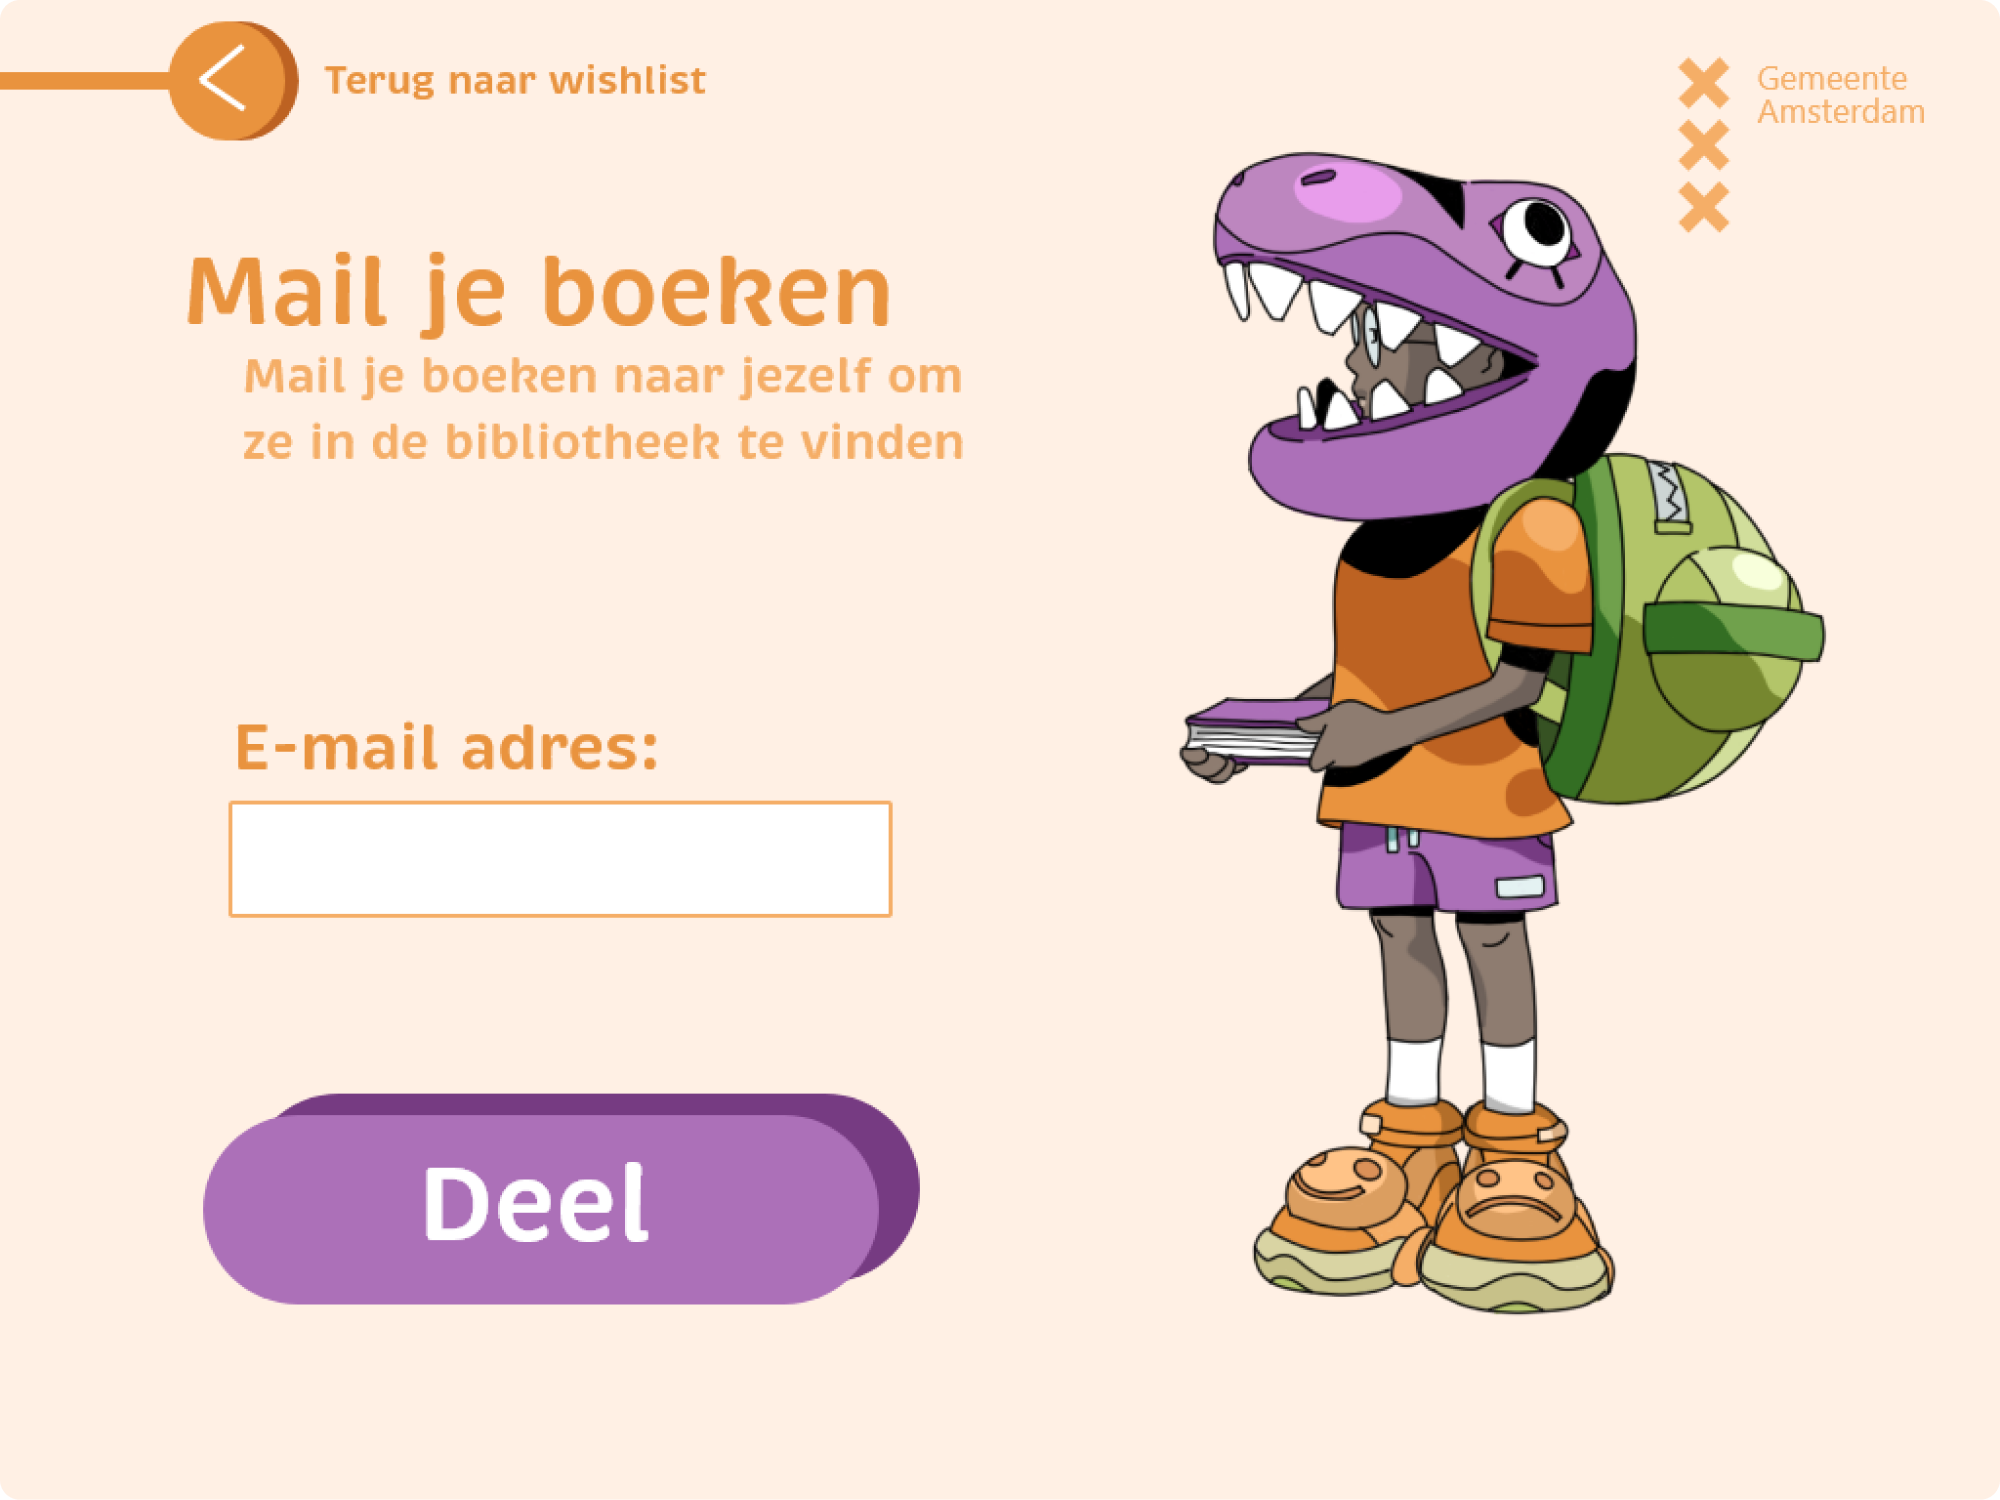 Terug naar wishlist
Gemeente
Amsterdam
Mail je boeken
Mail je boeken naar jezelf om
ze in de bibliotheek te vinden
E-mail adres:
Deel